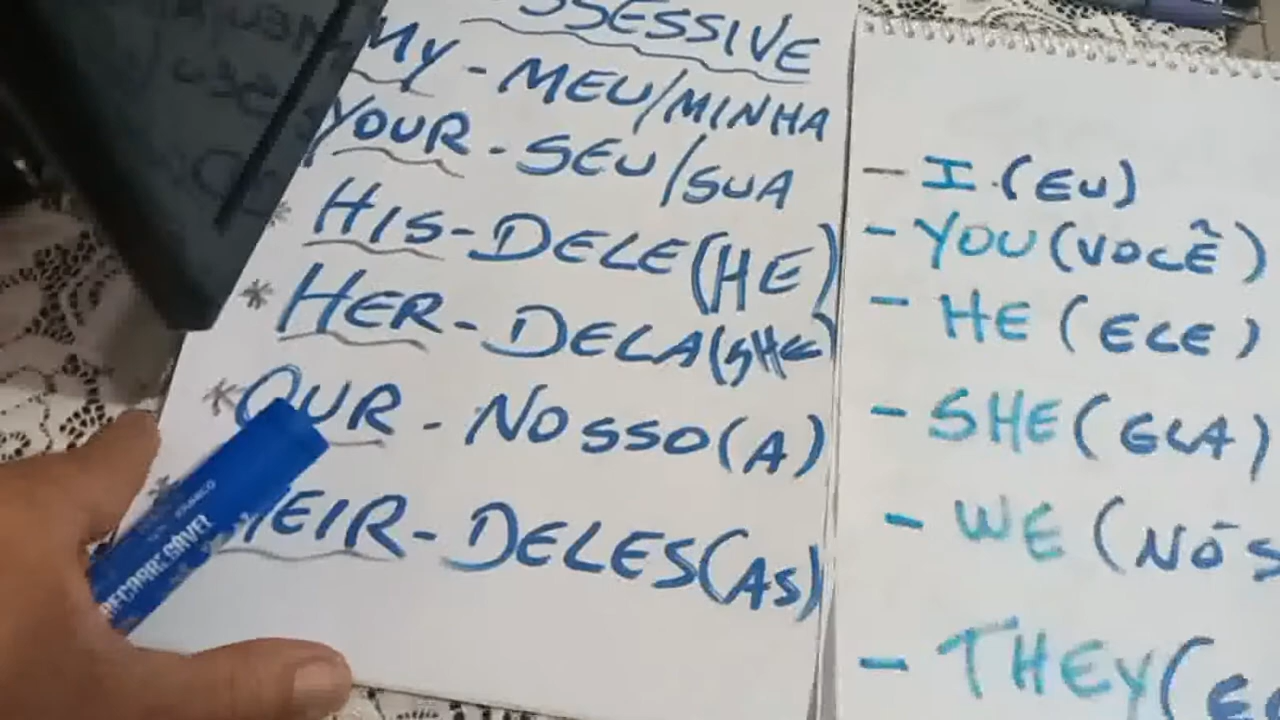 SSESSIVE
MY - MEU/MINHA
YOUR - SEU/SUA
* HIS - DELE (HE)
* HER - DELA (SHE)
* OUR - NOSSO(A)
* EIR - DELES(AS)
RECARREGÁVEL
- I. (EU)
- YOU (VOCÊ)
- HE (ELE)
- SHE (ELA)
- WE (NÓS
- THEY (E